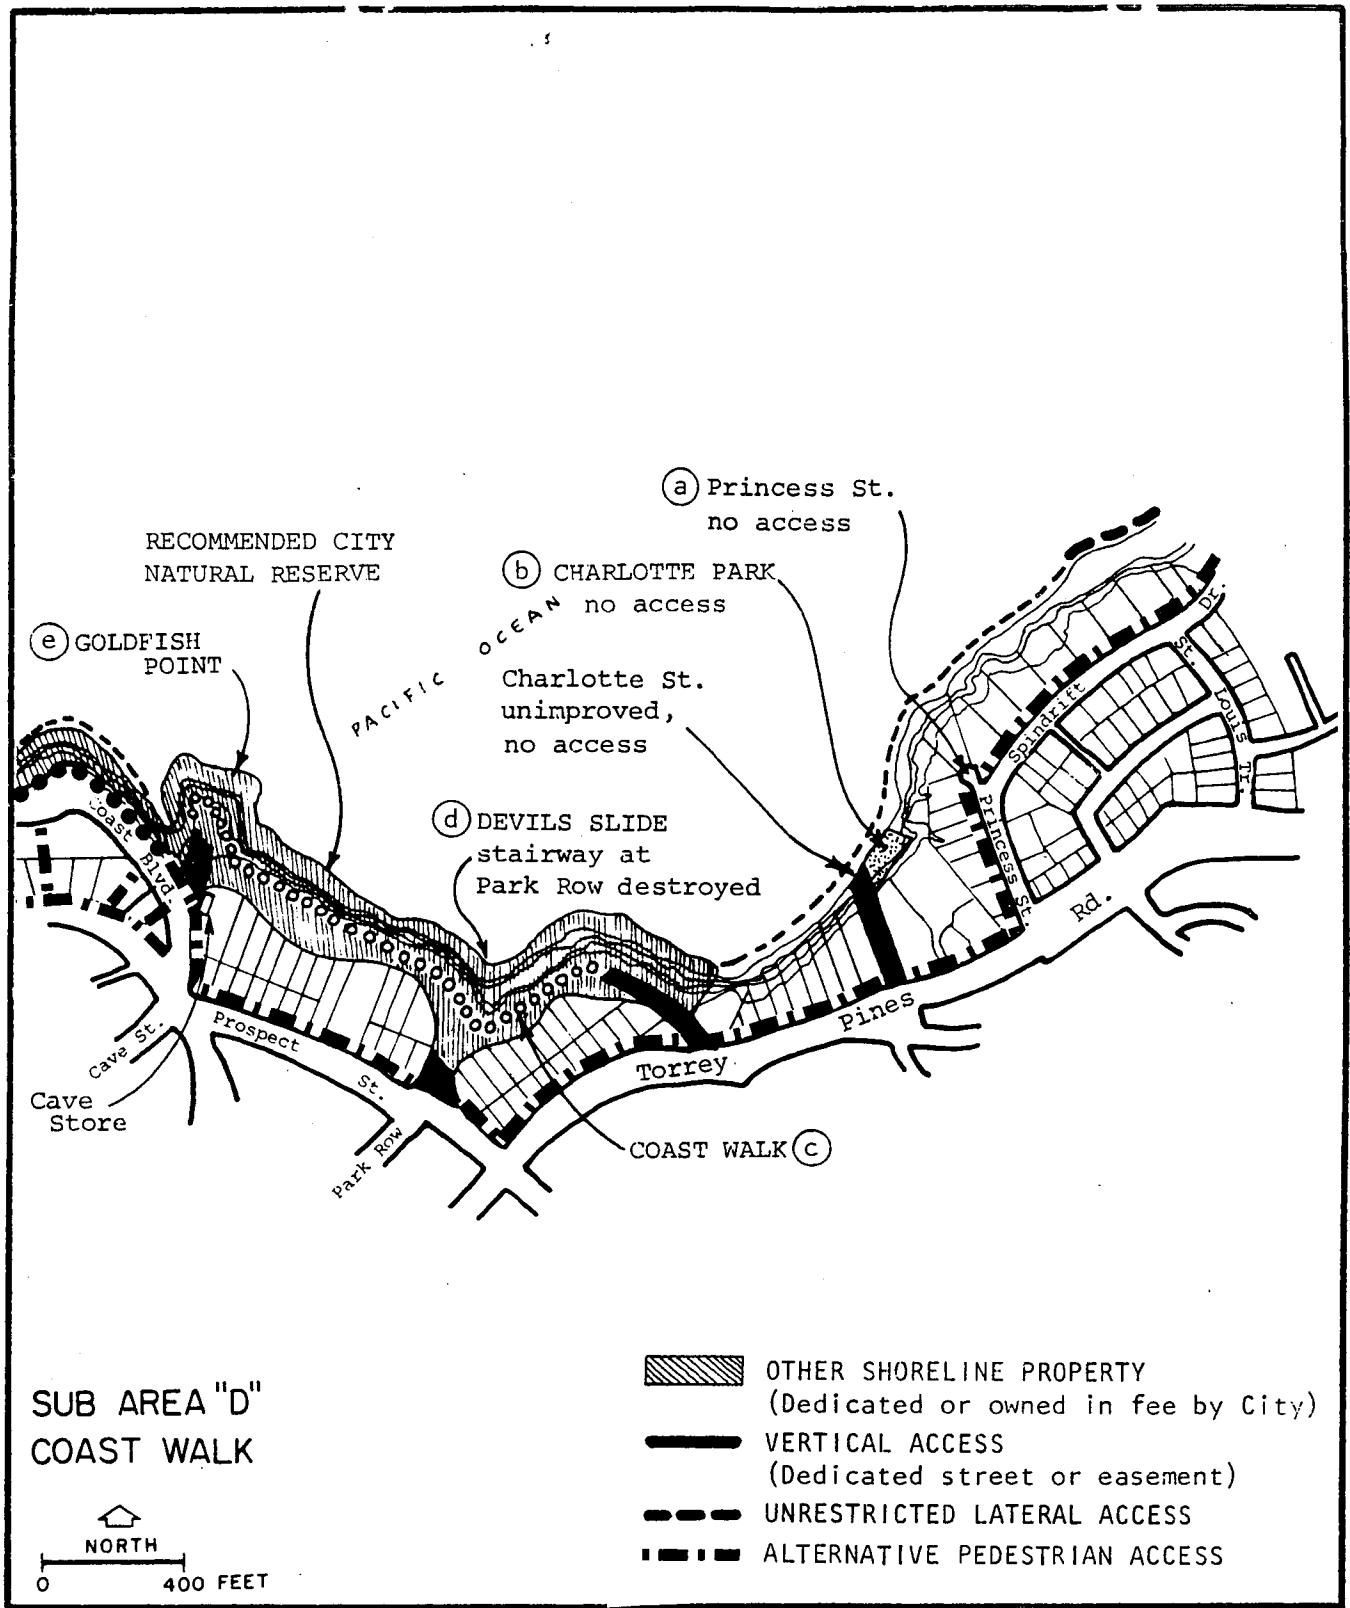 a Princess St.
no access
RECOMMENDED CITY
NATURAL RESERVE
b CHARLOTTE PARK
no access
PACIFIC OCEAN
e GOLDFISH
POINT
Charlotte St.
unimproved,
no access
d DEVILS SLIDE
stairway at
Park Row destroyed
Coast Blvd.
Spindrift Dr.
St.
Louis Tr.
Princess St.
Torrey Pines Rd.
Prospect St.
Cave St.
Park Row
Cave
Store
COAST WALK c
SUB AREA "D"
COAST WALK
NORTH
0 400 FEET
OTHER SHORELINE PROPERTY
(Dedicated or owned in fee by City)
VERTICAL ACCESS
(Dedicated street or easement)
UNRESTRICTED LATERAL ACCESS
ALTERNATIVE PEDESTRIAN ACCESS